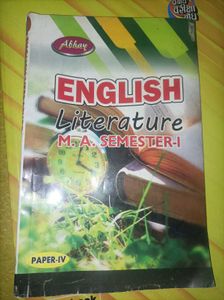 Abhay
ENGLISH
Literature
M. A. SEMESTER-I
PAPER-IV